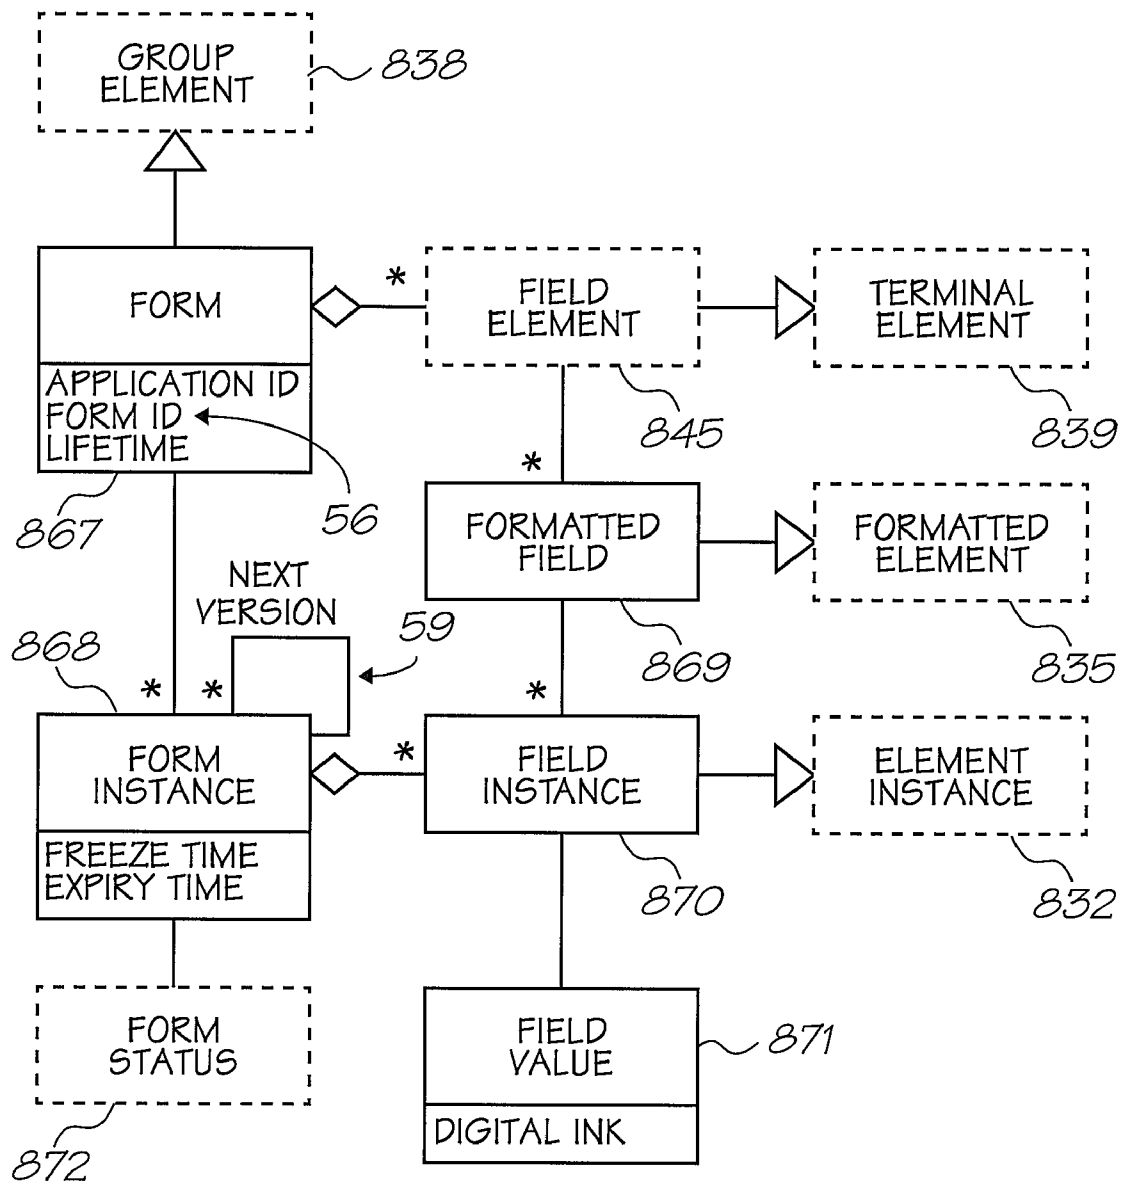 GROUP
ELEMENT
838
FORM
*
FIELD
ELEMENT
TERMINAL
ELEMENT
APPLICATION ID
FORM ID
LIFETIME
845
839
867
56
*
FORMATTED
FIELD
FORMATTED
ELEMENT
NEXT
VERSION
59
868
869
835
*
*
*
FORM
INSTANCE
*
FIELD
INSTANCE
ELEMENT
INSTANCE
FREEZE TIME
EXPIRY TIME
870
832
FORM
STATUS
FIELD
VALUE
871
DIGITAL INK
872